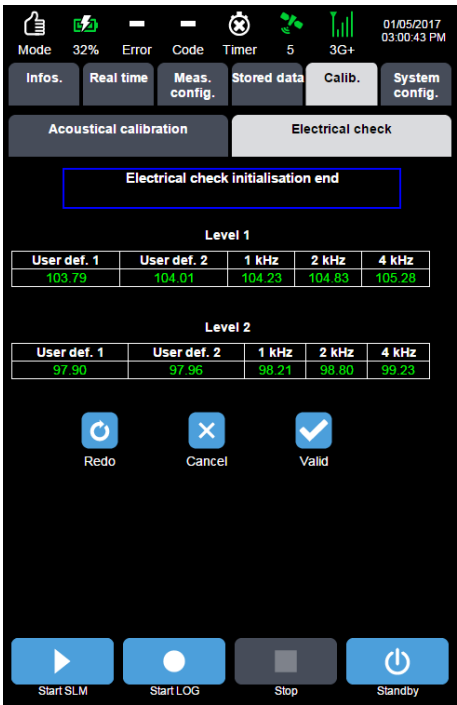 01/05/2017
03:00:43 PM
Mode 32% Error Code Timer 5 3G+
Infos. Real time Meas. config. Stored data Calib. System config.
Acoustical calibration Electrical check
Electrical check initialisation end
Level 1
User def. 1 User def. 2 1 kHz 2 kHz 4 kHz
103.79 104.01 104.23 104.83 105.28
Level 2
User def. 1 User def. 2 1 kHz 2 kHz 4 kHz
97.90 97.96 98.21 98.80 99.23
Redo Cancel Valid
Start SLM Start LOG Stop Standby